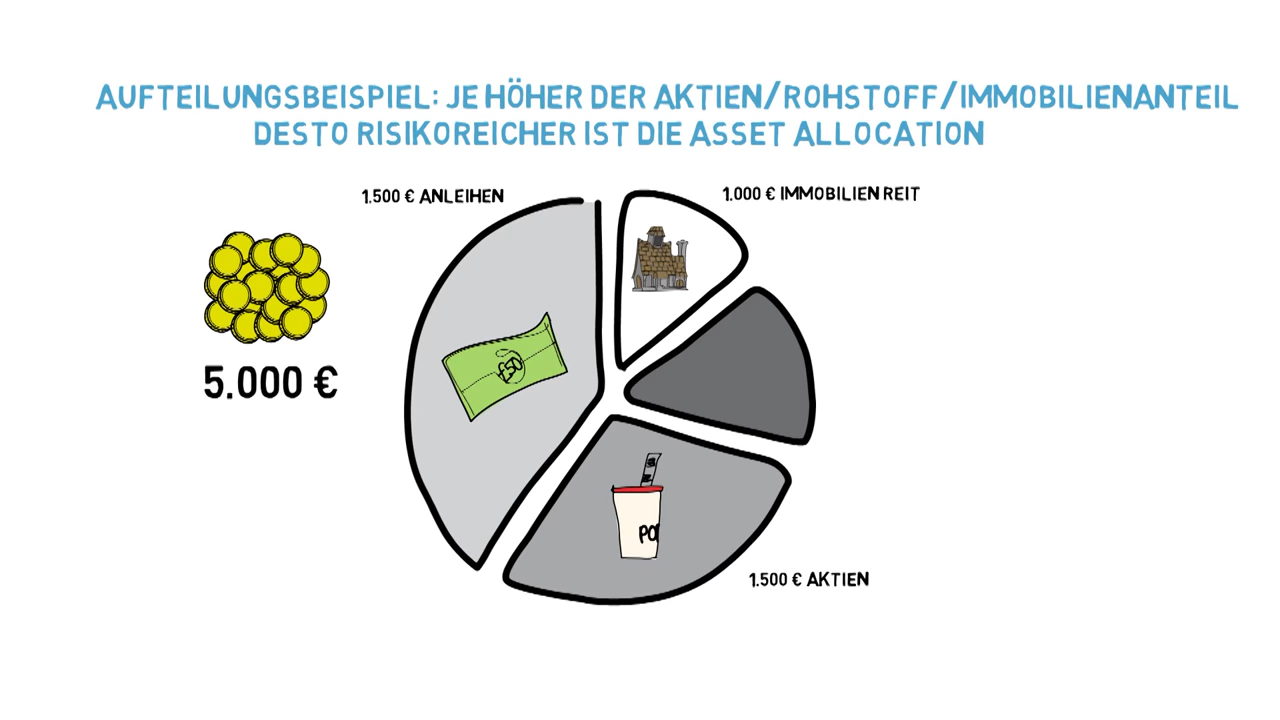 AUFTEILUNGSBEISPIEL: JE HÖHER DER AKTIEN/ROHSTOFF/IMMOBILIENANTEIL
DESTO RISIKOREICHER IST DIE ASSET ALLOCATION
1.500 € ANLEIHEN
1.000 € IMMOBILIEN REIT
5.000 €
1.500 € AKTIEN